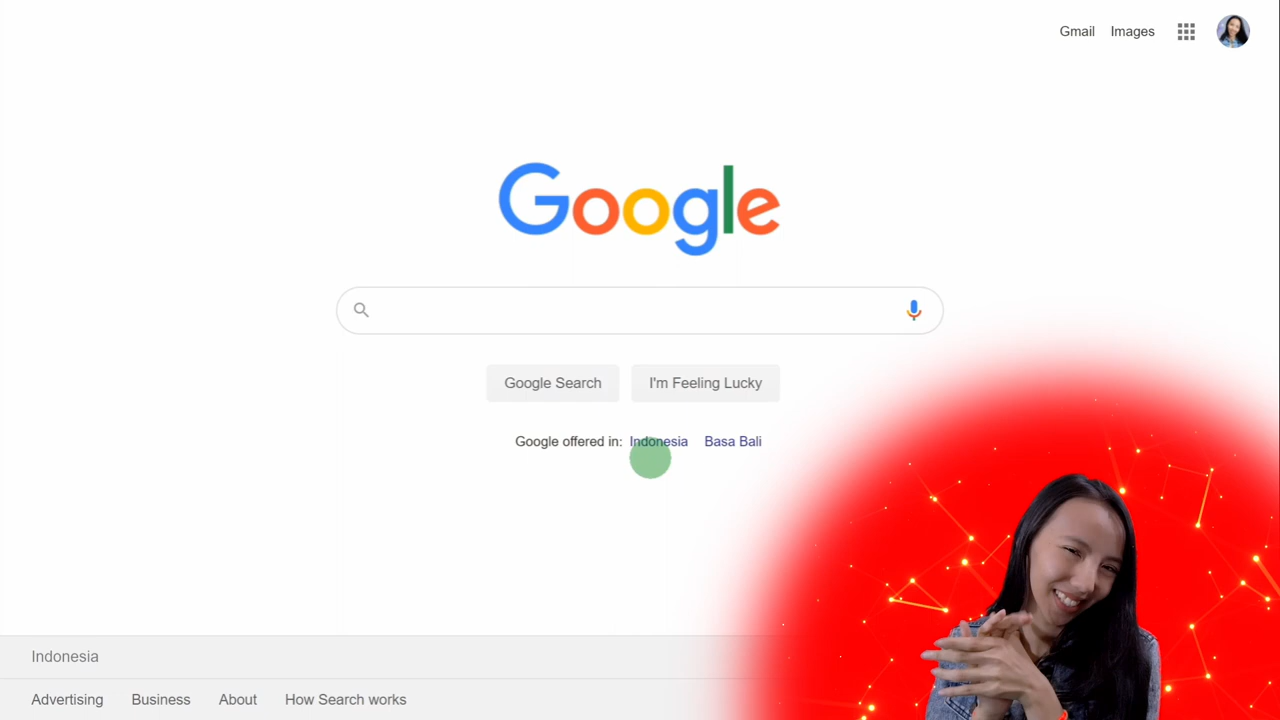 Gmail Images
Google
Google Search I'm Feeling Lucky
Google offered in: Indonesia Basa Bali
Indonesia
Advertising Business About How Search works